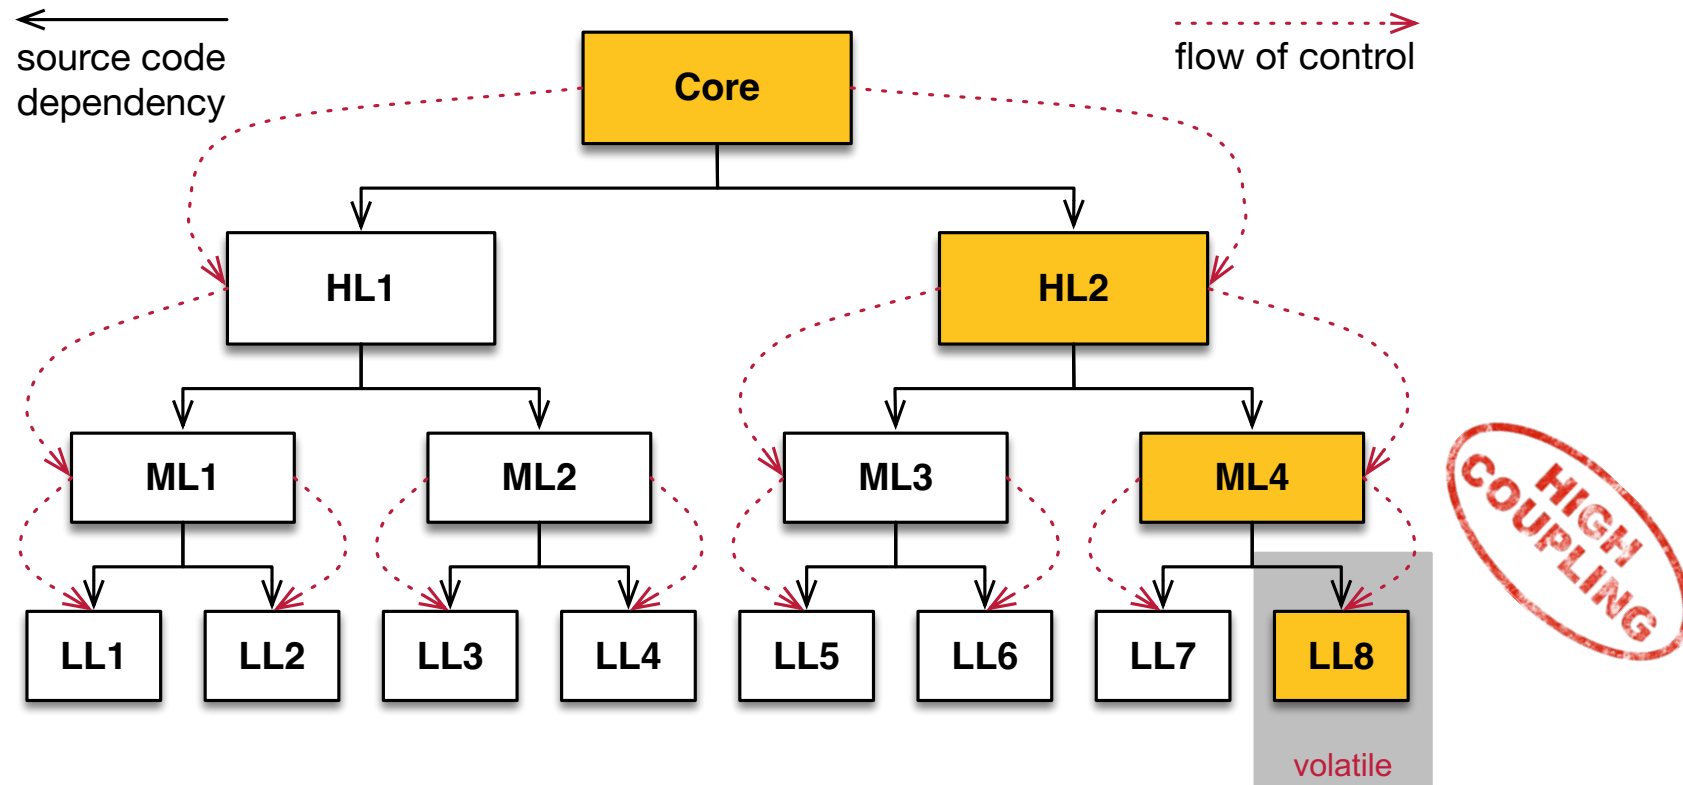 source code
dependency
flow of control
Core
HL1
HL2
ML1
ML2
ML3
ML4
HIGH
COUPLING
LL1
LL2
LL3
LL4
LL5
LL6
LL7
LL8
volatile